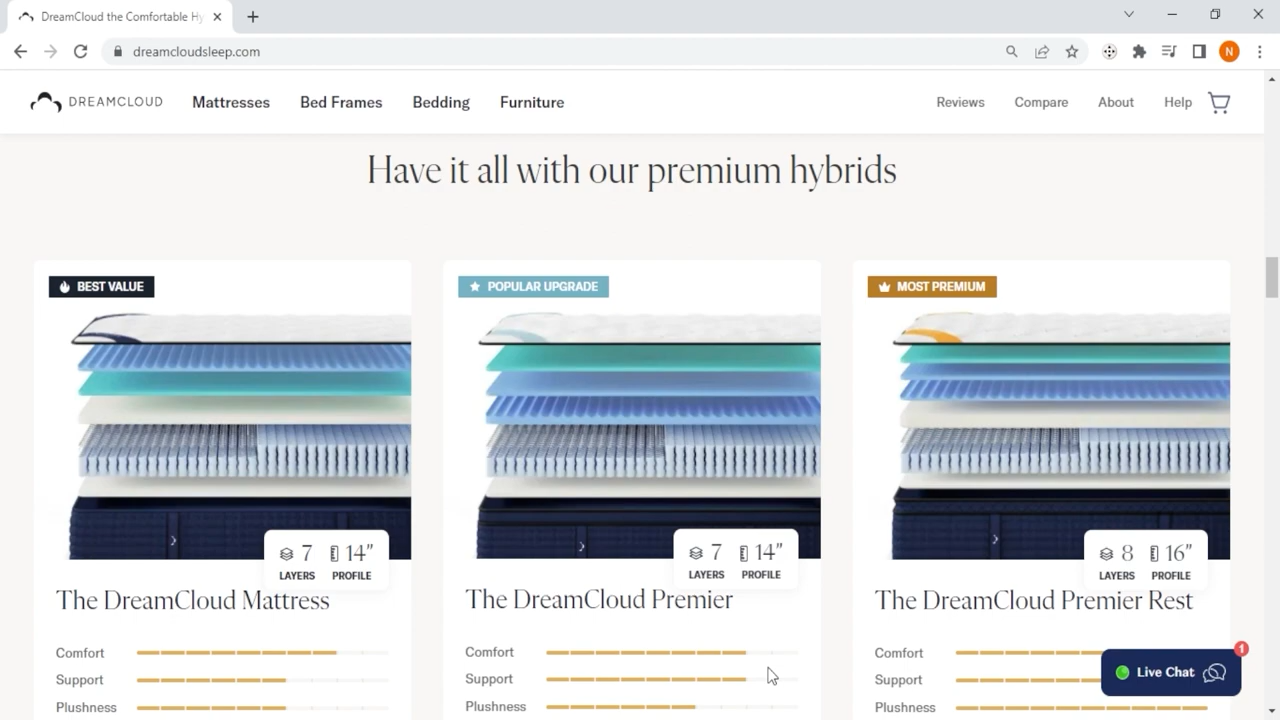 DreamCloud the Comfortable Hy
dreamcloudsleep.com
N
DREAMCLOUD Mattresses Bed Frames Bedding Furniture Reviews Compare About Help
Have it all with our premium hybrids
BEST VALUE
7 14"
LAYERS PROFILE
The DreamCloud Mattress
Comfort
Support
Plushness
POPULAR UPGRADE
7 14"
LAYERS PROFILE
The DreamCloud Premier
Comfort
Support
Plushness
MOST PREMIUM
8 16"
LAYERS PROFILE
The DreamCloud Premier Rest
Comfort
Support
Plushness
1
Live Chat